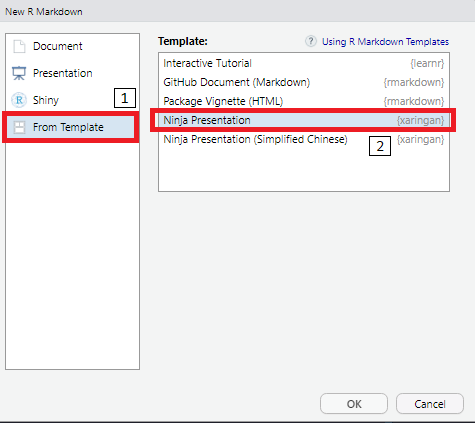 New R Markdown
Document
Presentation
R Shiny
From Template
1
Template:
? Using R Markdown Templates
Interactive Tutorial {learnr}
GitHub Document (Markdown) {rmarkdown}
Package Vignette (HTML) {rmarkdown}
Ninja Presentation {xaringan}
Ninja Presentation (Simplified Chinese) {xaringan}
2
OK
Cancel